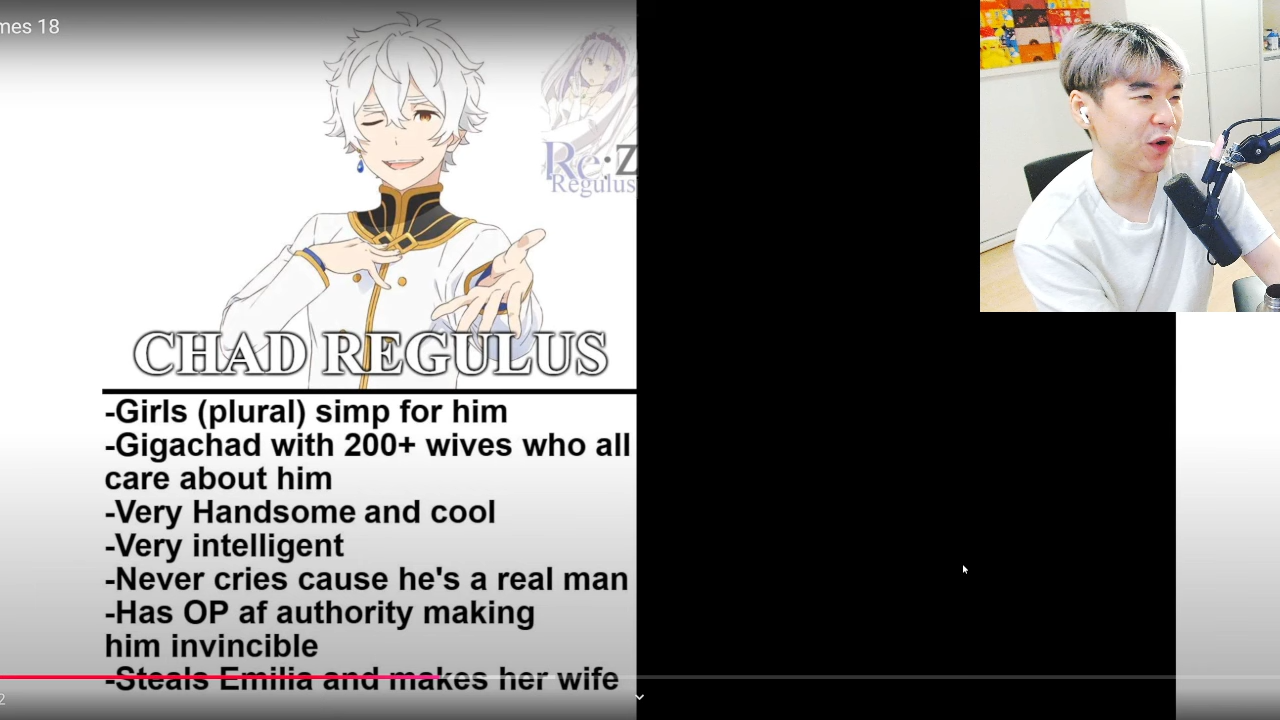 mes 18
Re:Z
Regulus
CHAD REGULUS
-Girls (plural) simp for him
-Gigachad with 200+ wives who all
care about him
-Very Handsome and cool
-Very intelligent
-Never cries cause he's a real man
-Has OP af authority making
him invincible
-Steals Emilia and makes her wife
2